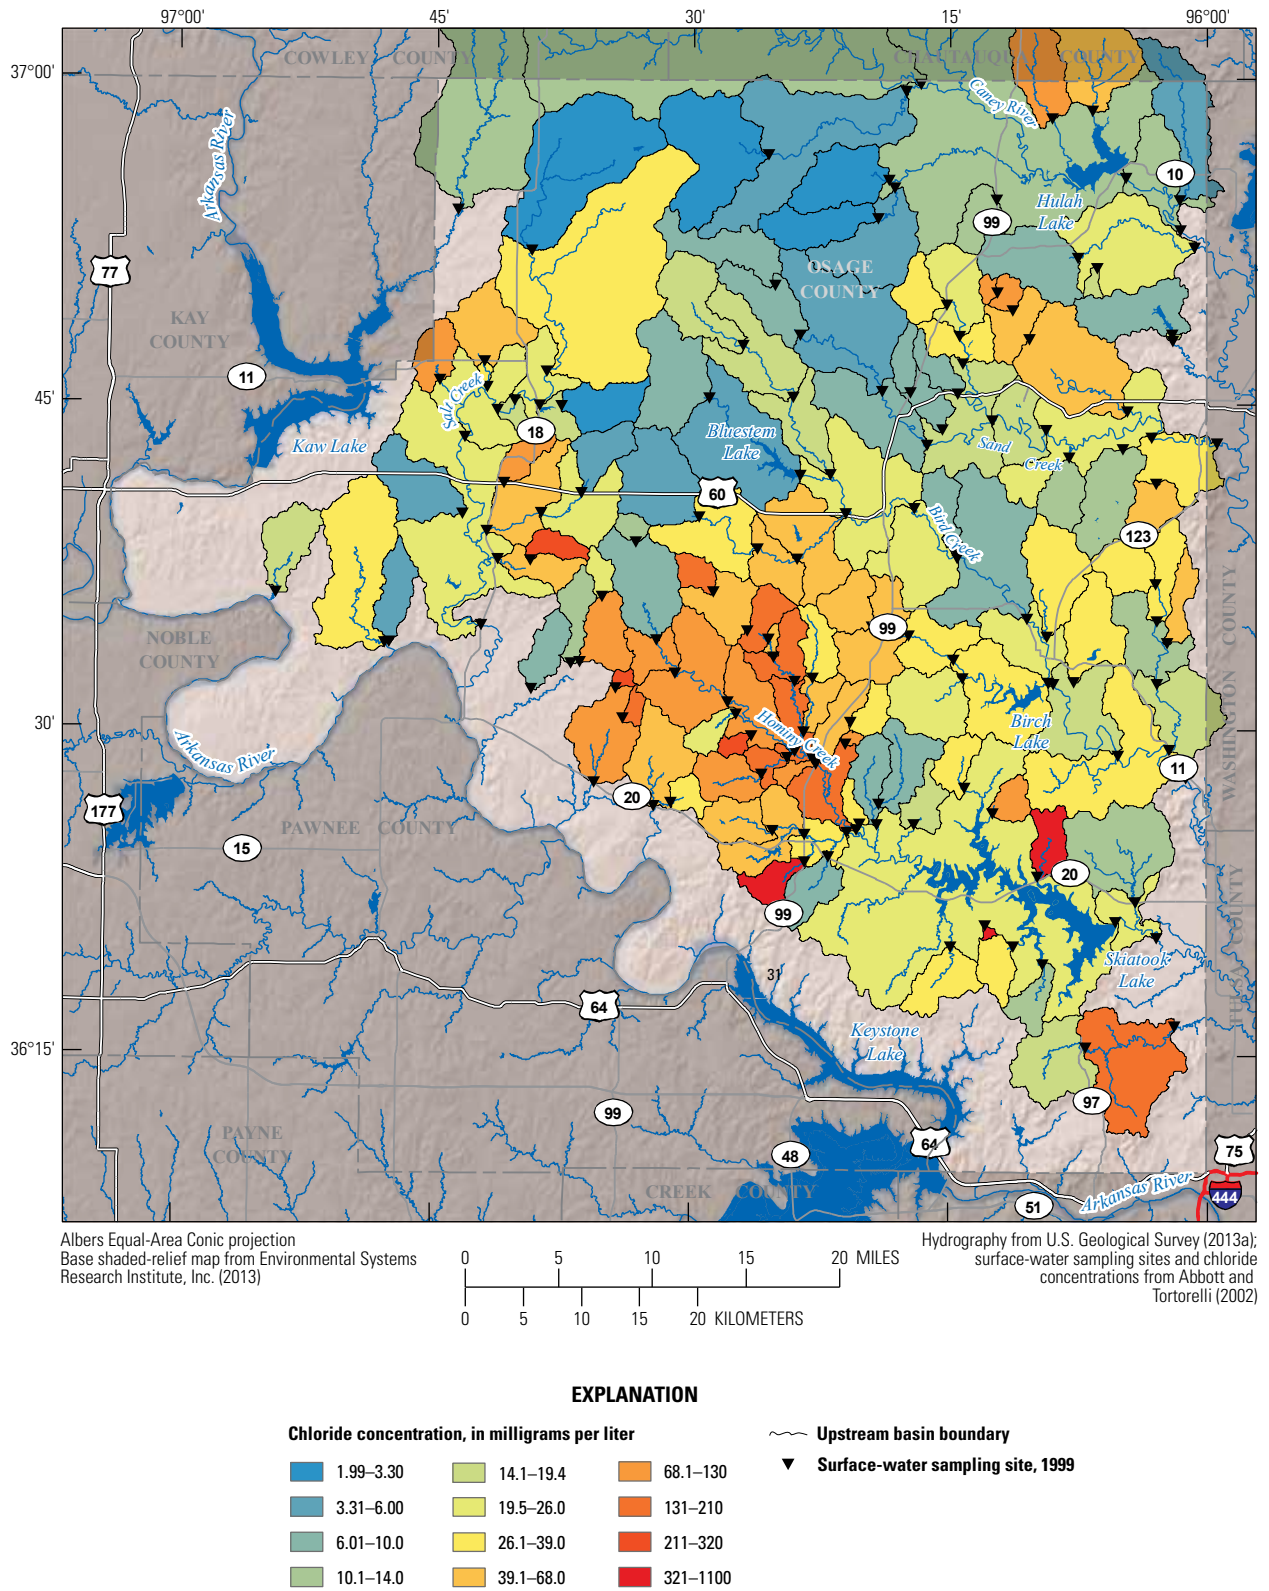 97°00'
45'
30'
15'
96°00'
37°00'
45'
30'
36°15'
COWLEY COUNTY
CHAUTAUQUA COUNTY
Caney River
Arkansas River
10
99
Hulah
Lake
77
OSAGE
COUNTY
KAY
COUNTY
11
Salt Creek
18
Kaw Lake
Bluestem
Lake
Sand
Creek
60
Bird Creek
123
NOBLE
COUNTY
99
WASHINGTON COUNTY
Arkansas River
Hominy Creek
Birch
Lake
11
177
20
15
PAWNEE COUNTY
20
99
Skiatook
Lake
TULSA COUNTY
31
64
Keystone
Lake
99
97
PAYNE
COUNTY
48
64
75
CREEK COUNTY
Arkansas River
444
51
Albers Equal-Area Conic projection
Base shaded-relief map from Environmental Systems
Research Institute, Inc. (2013)
0 5 10 15 20 MILES
0 5 10 15 20 KILOMETERS
Hydrography from U.S. Geological Survey (2013a);
surface-water sampling sites and chloride
concentrations from Abbott and
Tortorelli (2002)
EXPLANATION
Chloride concentration, in milligrams per liter
1.99–3.30
3.31–6.00
6.01–10.0
10.1–14.0
14.1–19.4
19.5–26.0
26.1–39.0
39.1–68.0
68.1–130
131–210
211–320
321–1100
Upstream basin boundary
Surface-water sampling site, 1999